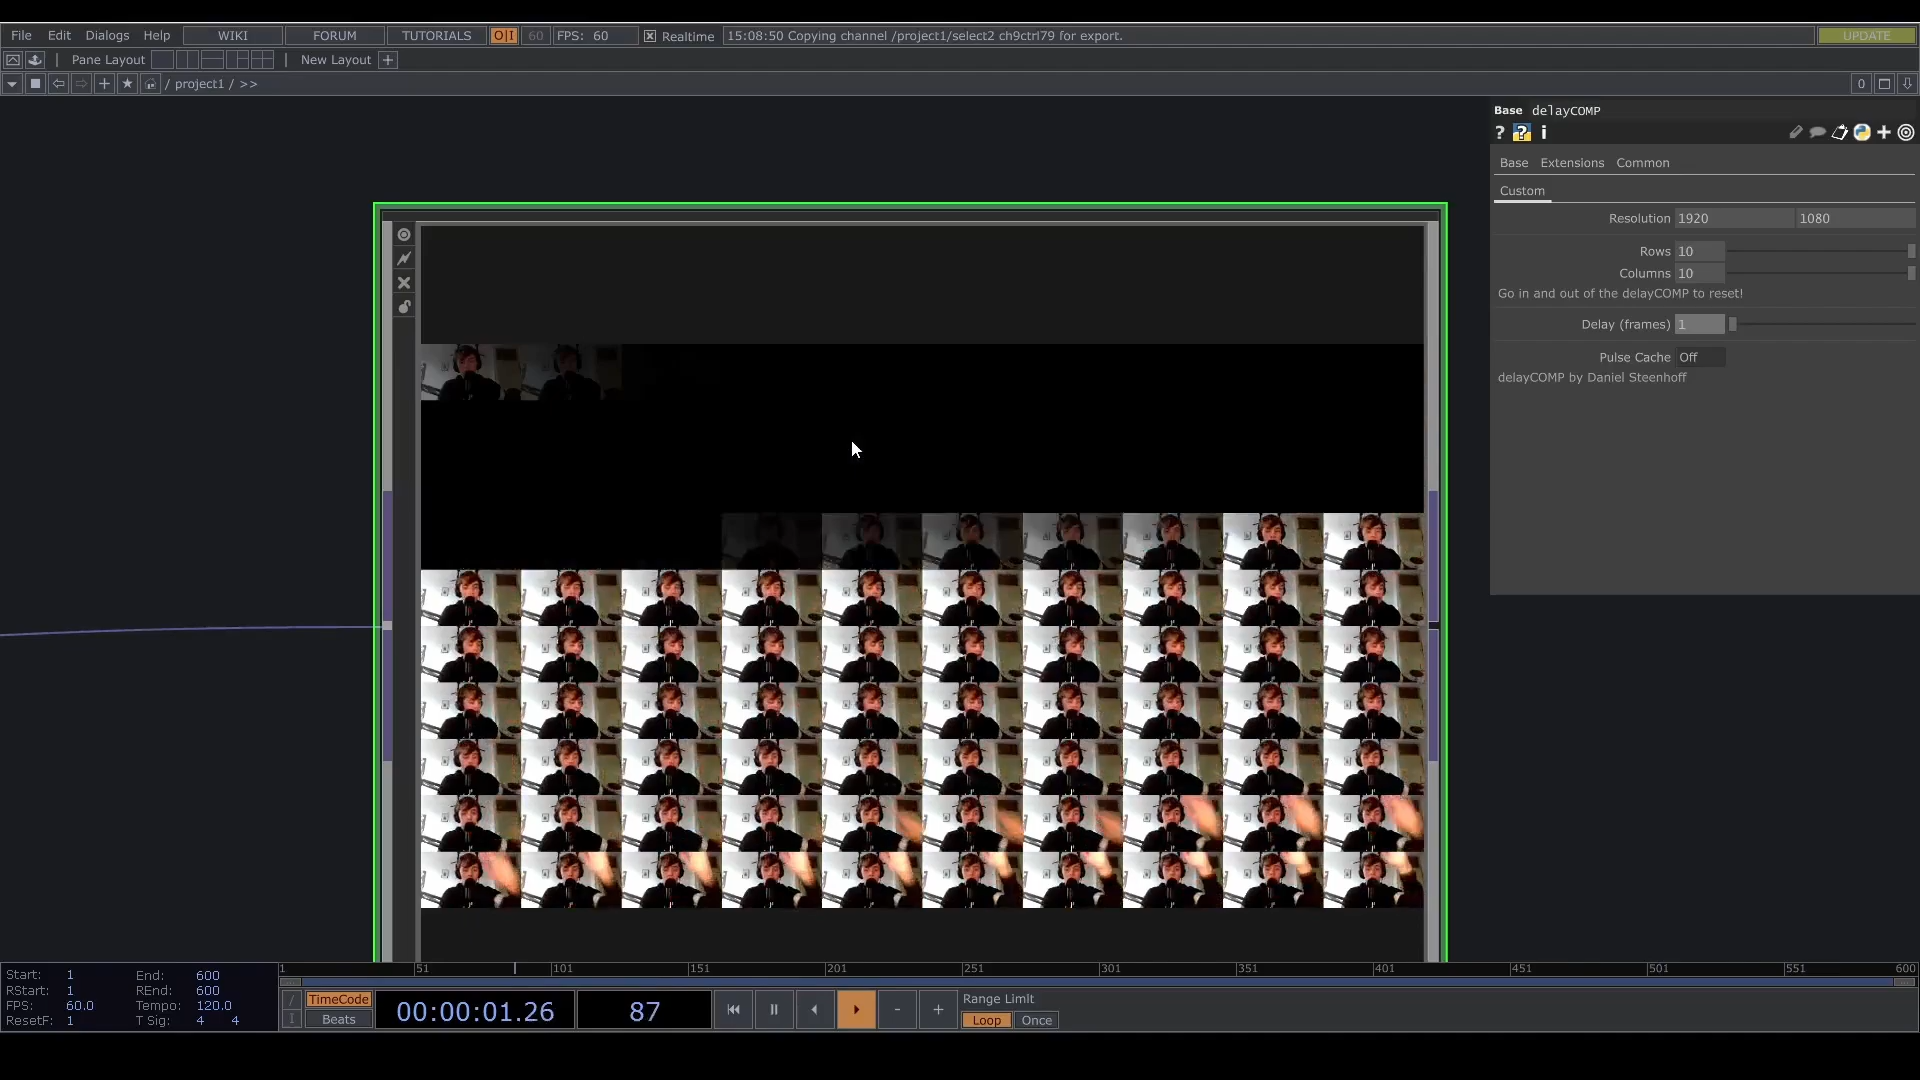 File Edit Dialogs Help WIKI FORUM TUTORIALS O|I 60 FPS: 60 Realtime 15:08:50 Copying channel /project1/select2 ch9ctrl79 for export. UPDATE
Pane Layout New Layout +
/ project1 / >> 0
Base delayCOMP
? ? i
Base Extensions Common
Custom
Resolution 1920 1080
Rows 10
Columns 10
Go in and out of the delayCOMP to reset!
Delay (frames) 1
Pulse Cache Off
delayCOMP by Daniel Steenhoff
1 51 101 151 201 251 301 351 401 451 501 551 600
Start: 1 End: 600
RStart: 1 REnd: 600
FPS: 60.0 Tempo: 120.0
ResetF: 1 T Sig: 4 4
TimeCode
Beats
00:00:01.26 87
- +
Range Limit
Loop Once